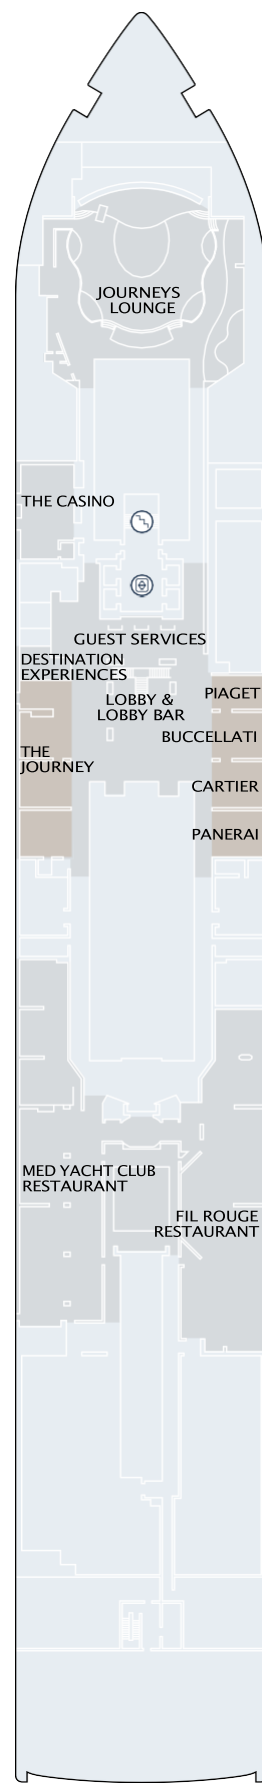 JOURNEYS
LOUNGE
THE CASINO
GUEST SERVICES
DESTINATION
EXPERIENCES
LOBBY &
LOBBY BAR
PIAGET
BUCCELLATI
THE
JOURNEY
CARTIER
PANERAI
MED YACHT CLUB
RESTAURANT
FIL ROUGE
RESTAURANT